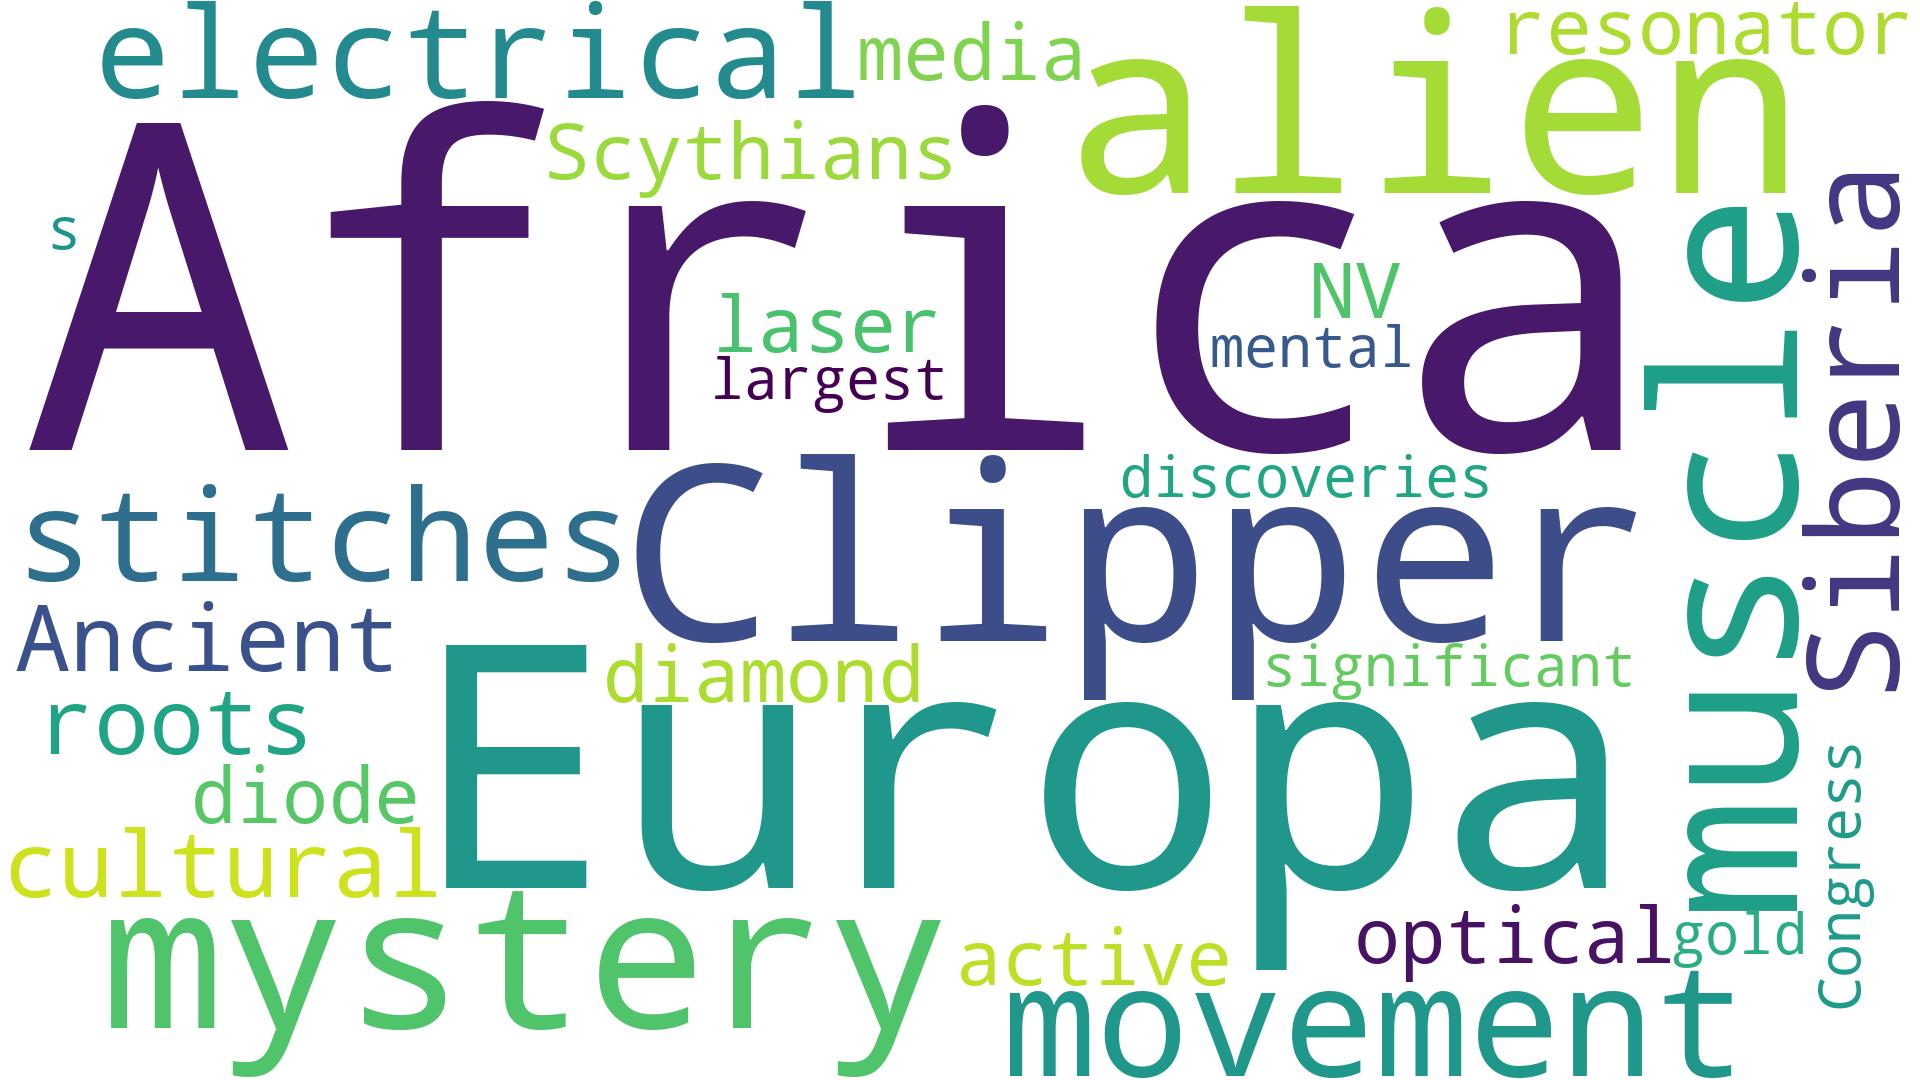 electrical
media
alien
resonator
Africa
Scythians
s
laser
largest
NV
mental
muscle
Siberia
stitches
Clipper
discoveries
Ancient
Europa
diamond
significant
roots
diode
cultural
mystery
active
optical
gold
Congress
movement